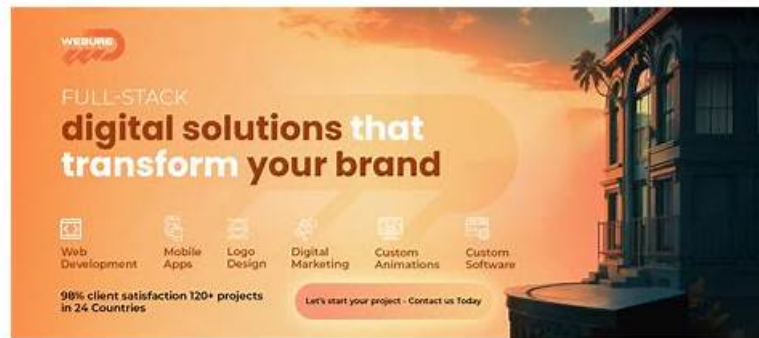 WEBURE
FULL-STACK
digital solutions that
transform your brand
Web
Development
Mobile
Apps
Logo
Design
Digital
Marketing
Custom
Animations
Custom
Software
98% client satisfaction 120+ projects
in 24 Countries
Let's start your project - Contact us Today